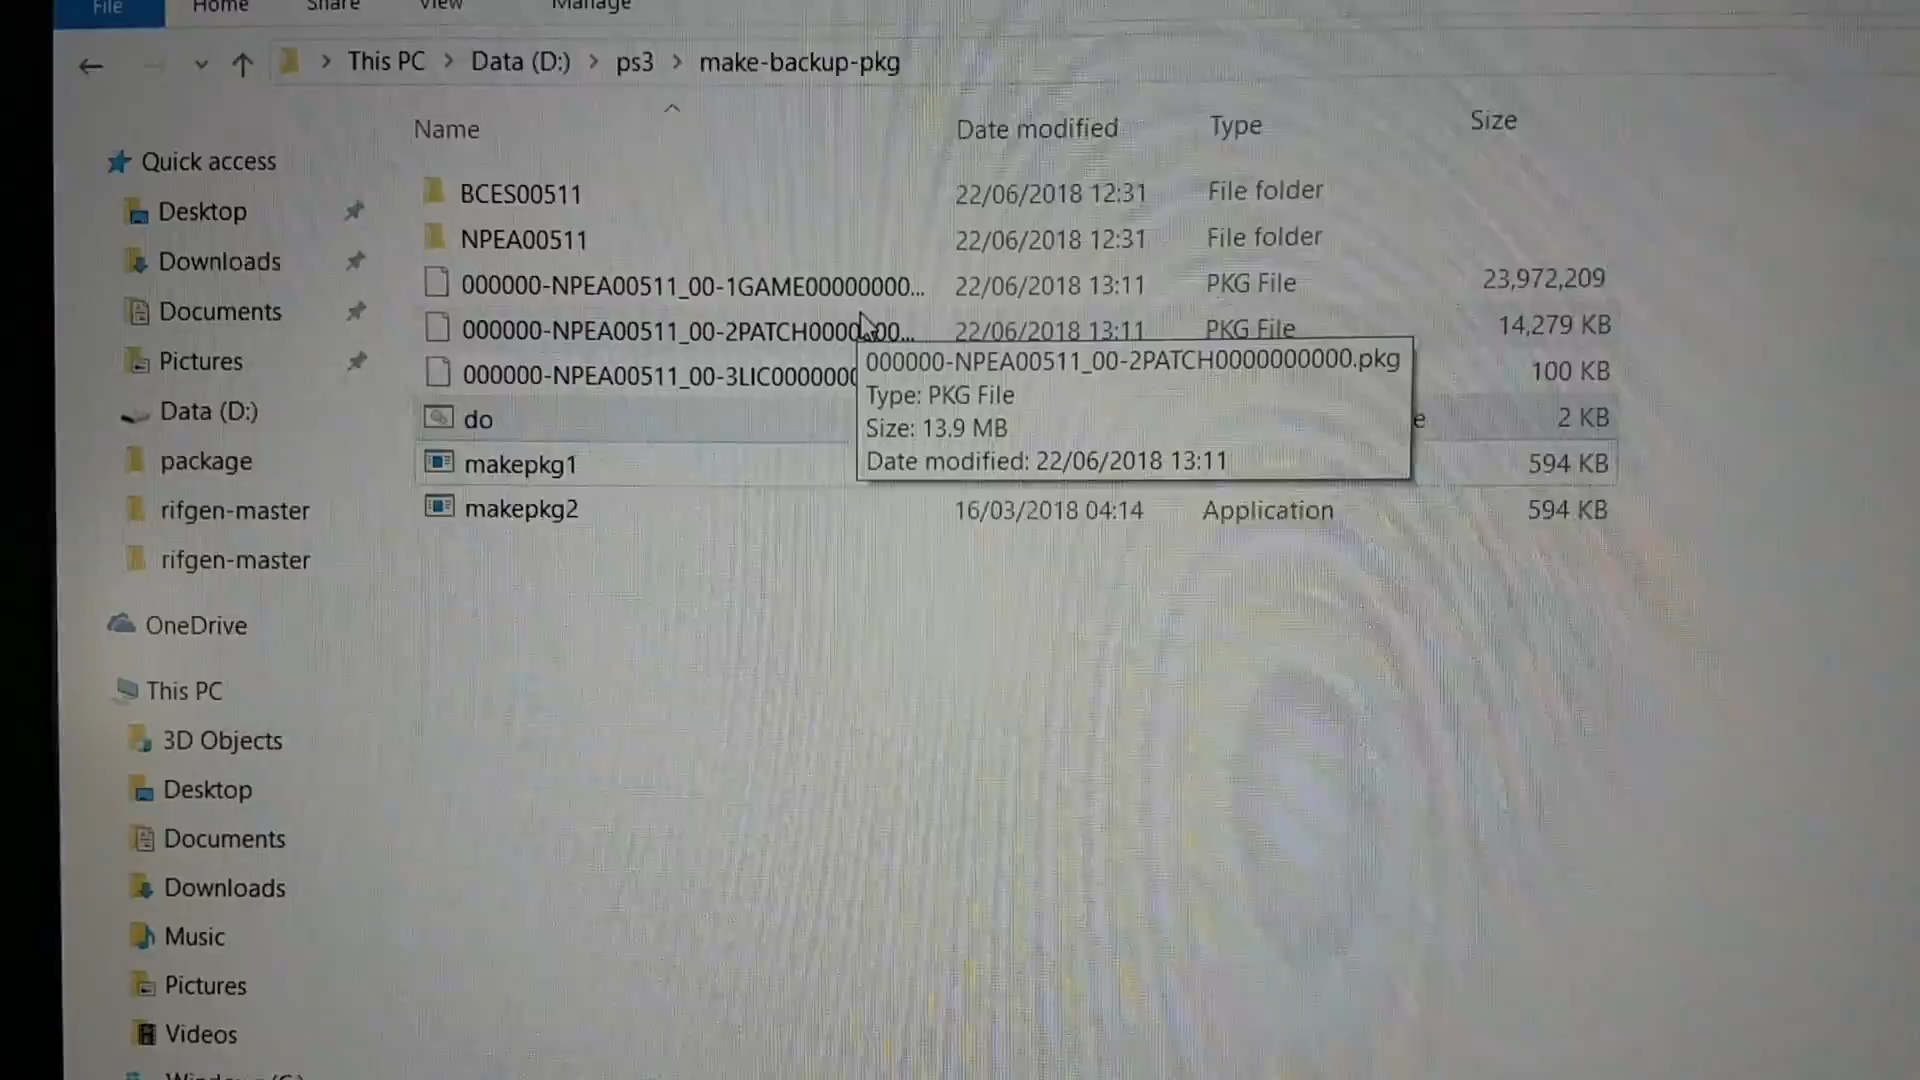 File Home Share View Manage
This PC > Data (D:) > ps3 > make-backup-pkg
Name Date modified Type Size
Quick access
Desktop
Downloads
Documents
Pictures
Data (D:)
package
rifgen-master
rifgen-master
OneDrive
This PC
3D Objects
Desktop
Documents
Downloads
Music
Pictures
Videos
BCES00511 22/06/2018 12:31 File folder
NPEA00511 22/06/2018 12:31 File folder
000000-NPEA00511_00-1GAME00000000... 22/06/2018 13:11 PKG File 23,972,209
000000-NPEA00511_00-2PATCH0000000... 22/06/2018 13:11 PKG File 14,279 KB
000000-NPEA00511_00-3LIC0000000 100 KB
do e 2 KB
makepkg1 594 KB
makepkg2 16/03/2018 04:14 Application 594 KB
000000-NPEA00511_00-2PATCH0000000000.pkg
Type: PKG File
Size: 13.9 MB
Date modified: 22/06/2018 13:11